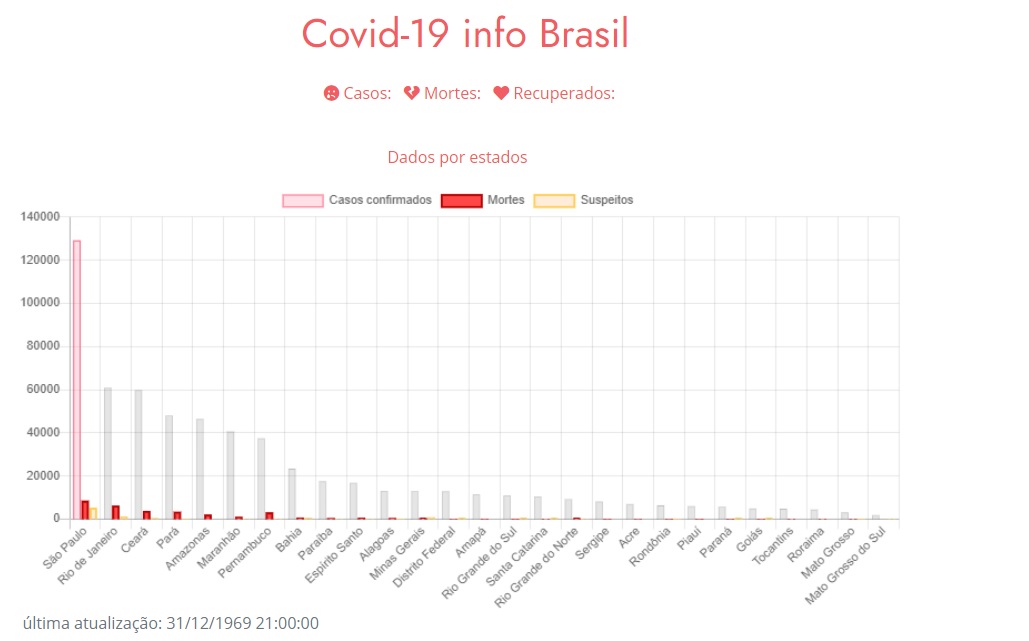 Covid-19 info Brasil
Casos: Mortes: Recuperados:
Dados por estados
Casos confirmados Mortes Suspeitos
140000
120000
100000
80000
60000
40000
20000
0
São Paulo
Rio de Janeiro
Ceará
Pará
Amazonas
Maranhão
Pernambuco
Bahia
Paraíba
Espírito Santo
Alagoas
Minas Gerais
Distrito Federal
Amapá
Rio Grande do Sul
Santa Catarina
Rio Grande do Norte
Sergipe
Acre
Rondônia
Piauí
Paraná
Goiás
Tocantins
Roraima
Mato Grosso
Mato Grosso do Sul
última atualização: 31/12/1969 21:00:00